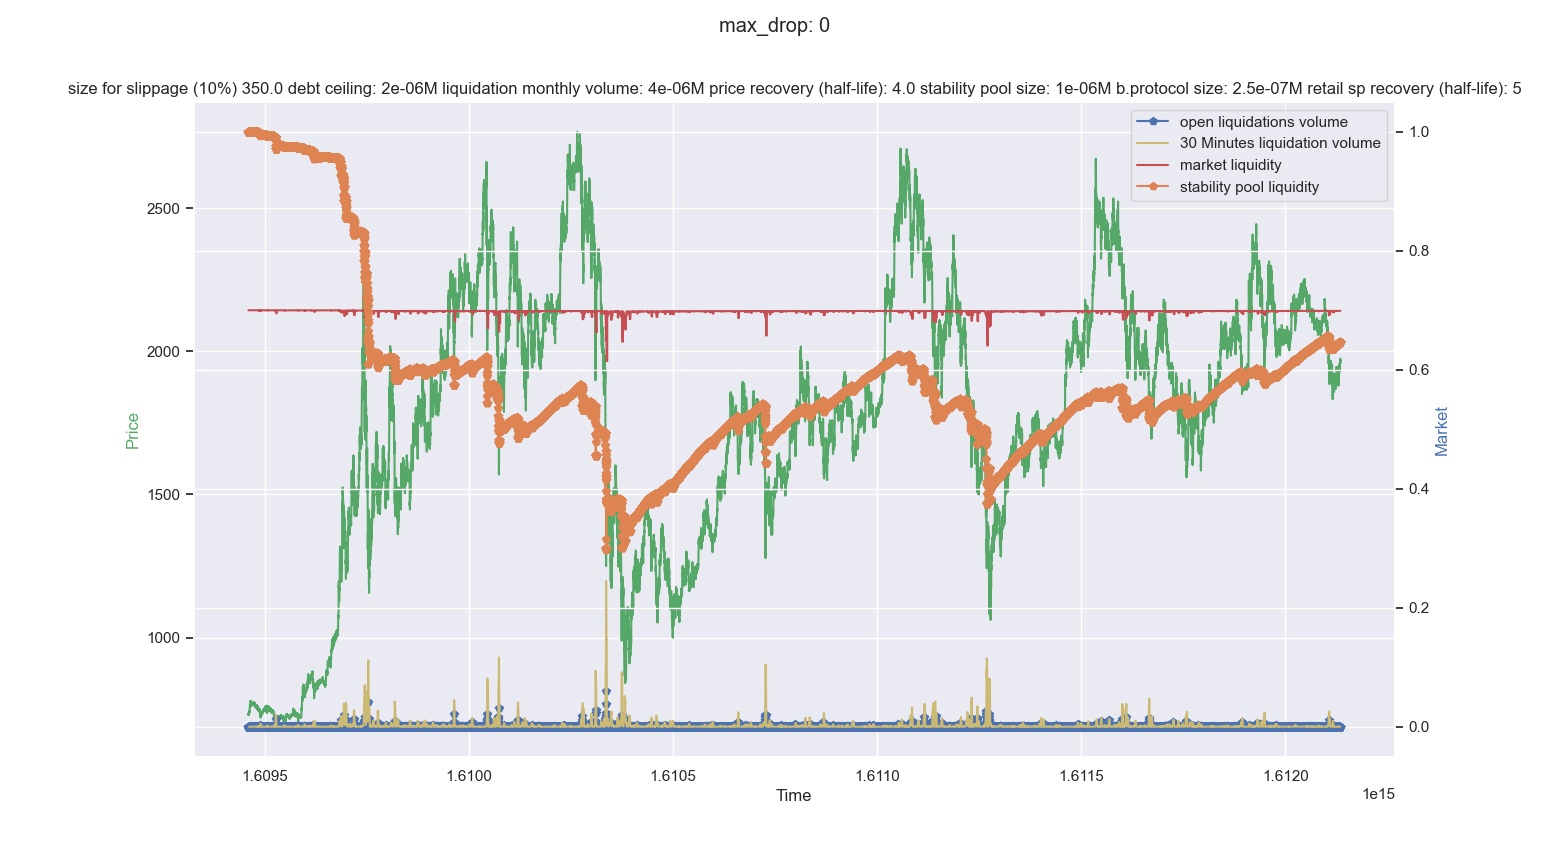 max_drop: 0
size for slippage (10%) 350.0 debt ceiling: 2e-06M liquidation monthly volume: 4e-06M price recovery (half-life): 4.0 stability pool size: 1e-06M b.protocol size: 2.5e-07M retail sp recovery (half-life): 5
open liquidations volume
30 Minutes liquidation volume
market liquidity
stability pool liquidity
2500
2000
1500
1000
Price
1.0
0.8
0.6
0.4
0.2
0.0
Market
1.6095 1.6100 1.6105 1.6110 1.6115 1.6120
Time
1e15